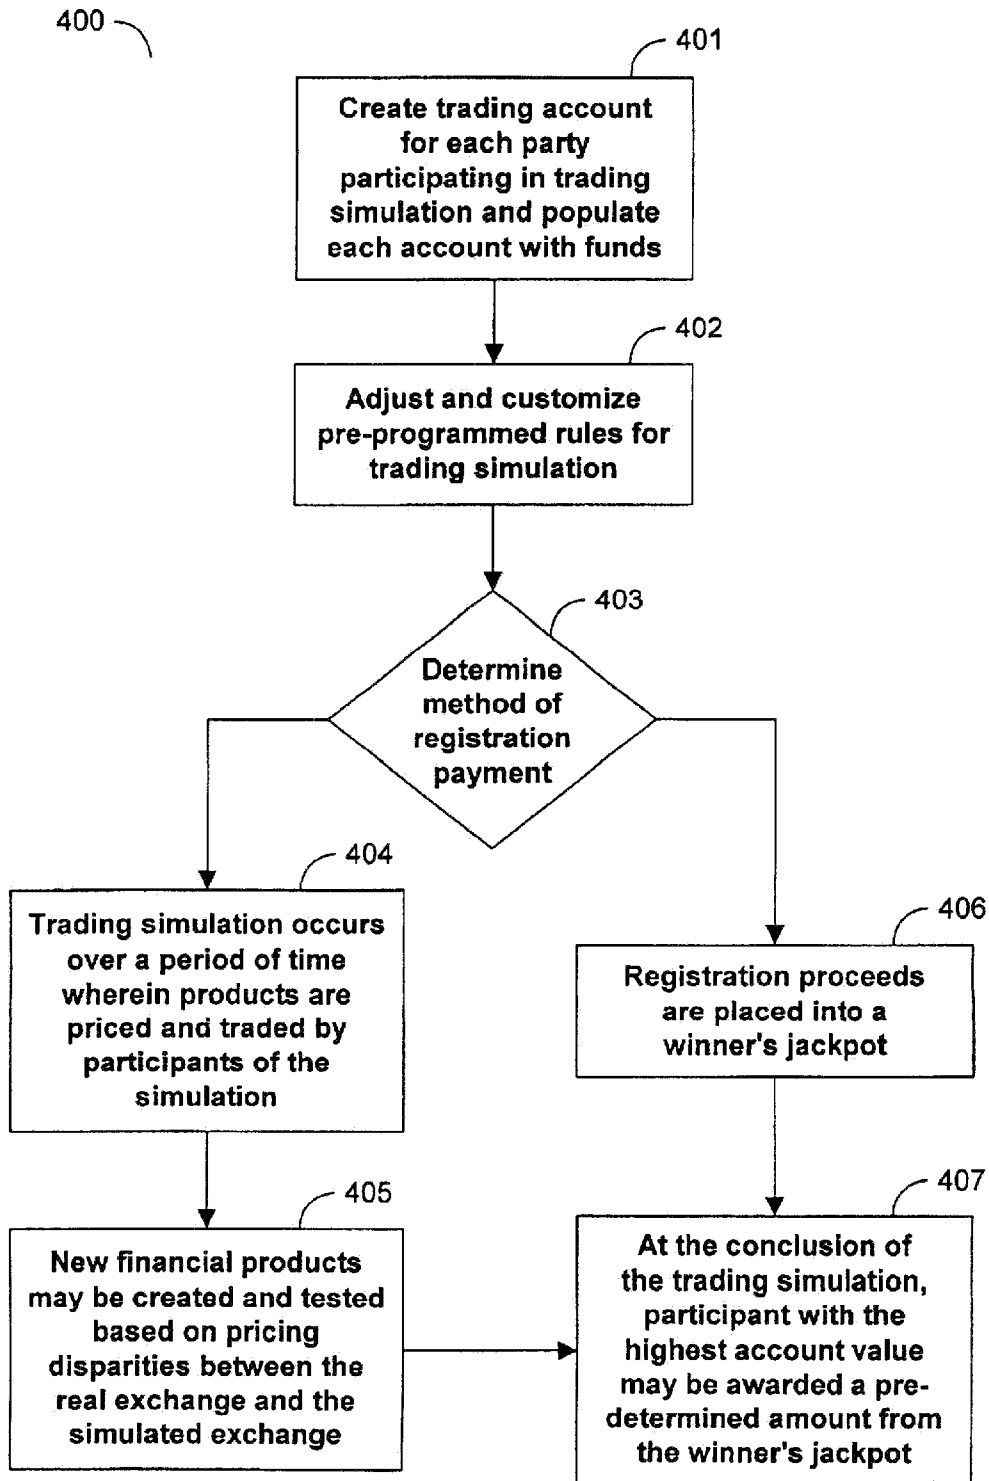 400
401
Create trading account
for each party
participating in trading
simulation and populate
each account with funds
402
Adjust and customize
pre-programmed rules for
trading simulation
403
Determine
method of
registration
payment
404
Trading simulation occurs
over a period of time
wherein products are
priced and traded by
participants of the
simulation
406
Registration proceeds
are placed into a
winner's jackpot
405
New financial products
may be created and tested
based on pricing
disparities between the
real exchange and the
simulated exchange
407
At the conclusion of
the trading simulation,
participant with the
highest account value
may be awarded a pre-
determined amount from
the winner's jackpot